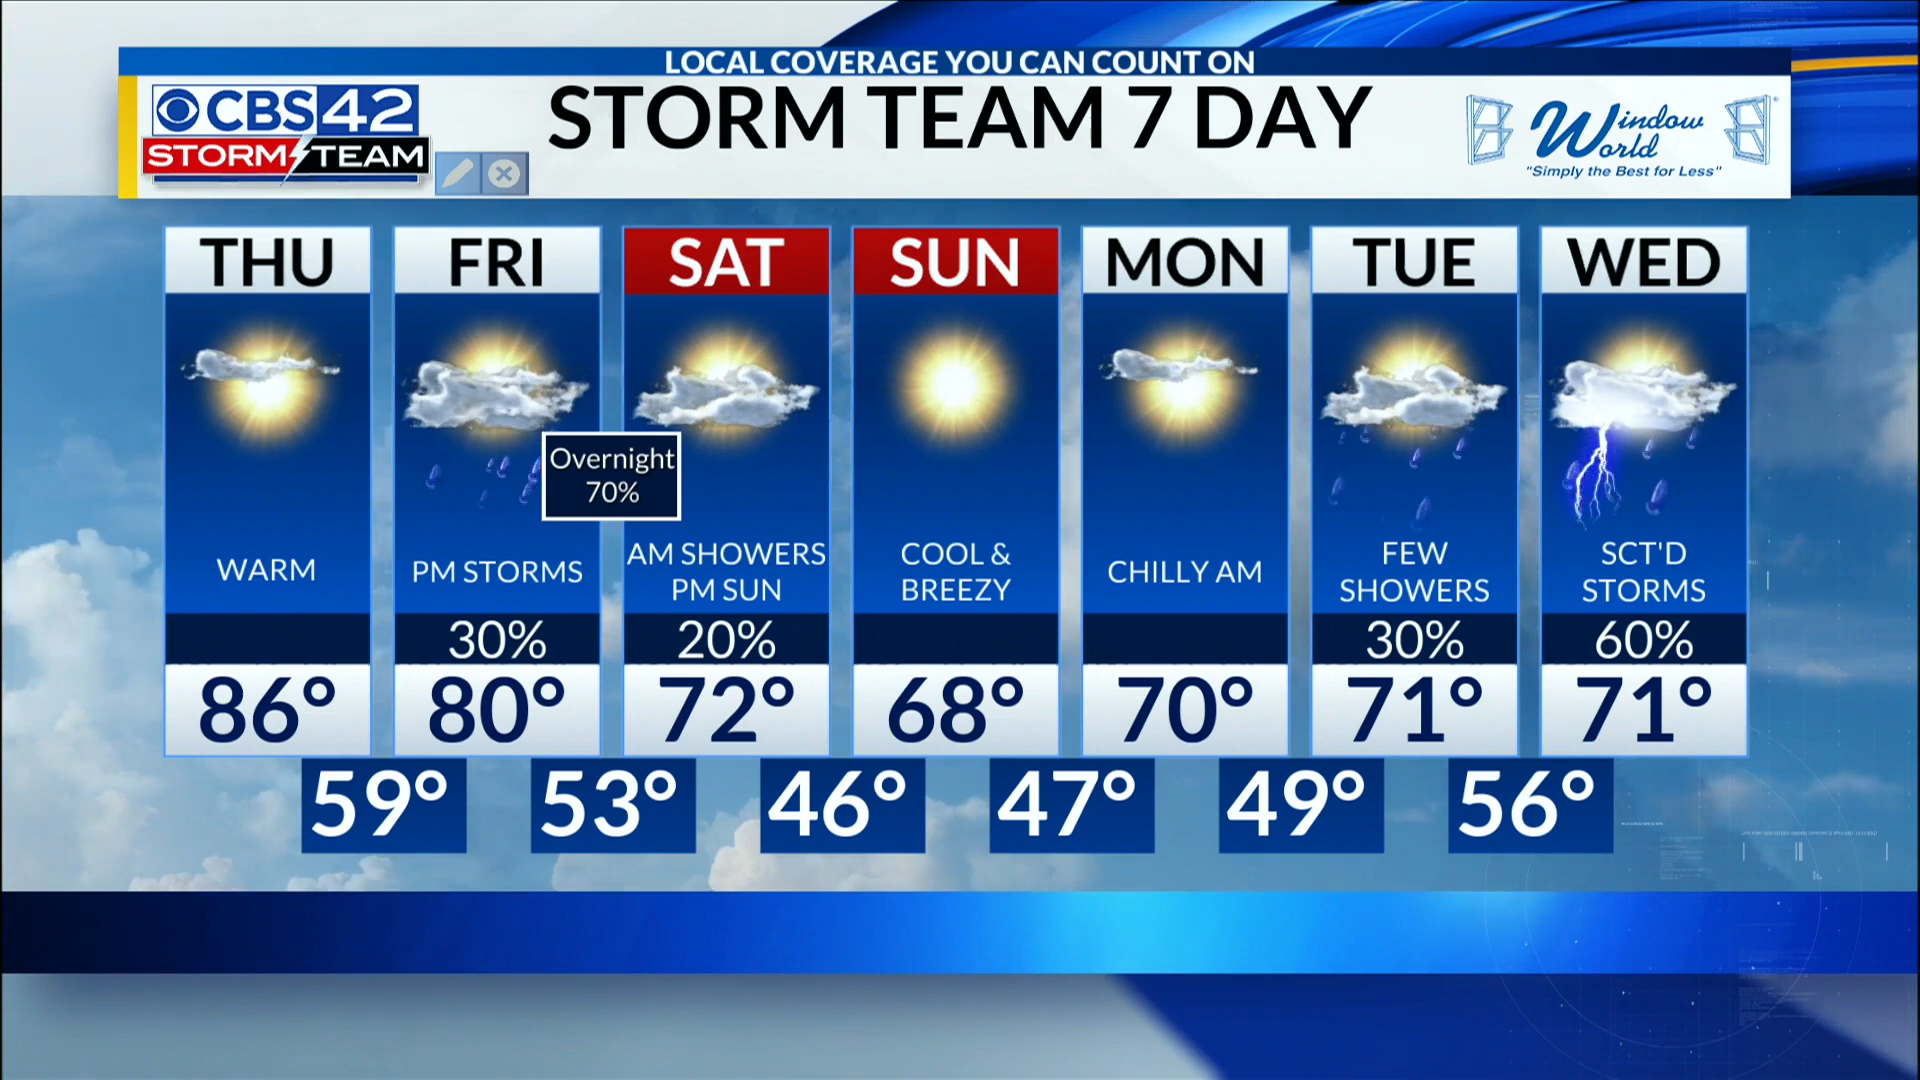 LOCAL COVERAGE YOU CAN COUNT ON
CBS 42
STORM TEAM
STORM TEAM 7 DAY
Window World
"Simply the Best for Less"
THU FRI SAT SUN MON TUE WED
Overnight
70%
WARM
PM STORMS
AM SHOWERS
PM SUN
COOL &
BREEZY
CHILLY AM
FEW
SHOWERS
SCT'D
STORMS
30% 20% 30% 60%
86° 80° 72° 68° 70° 71° 71°
59° 53° 46° 47° 49° 56°